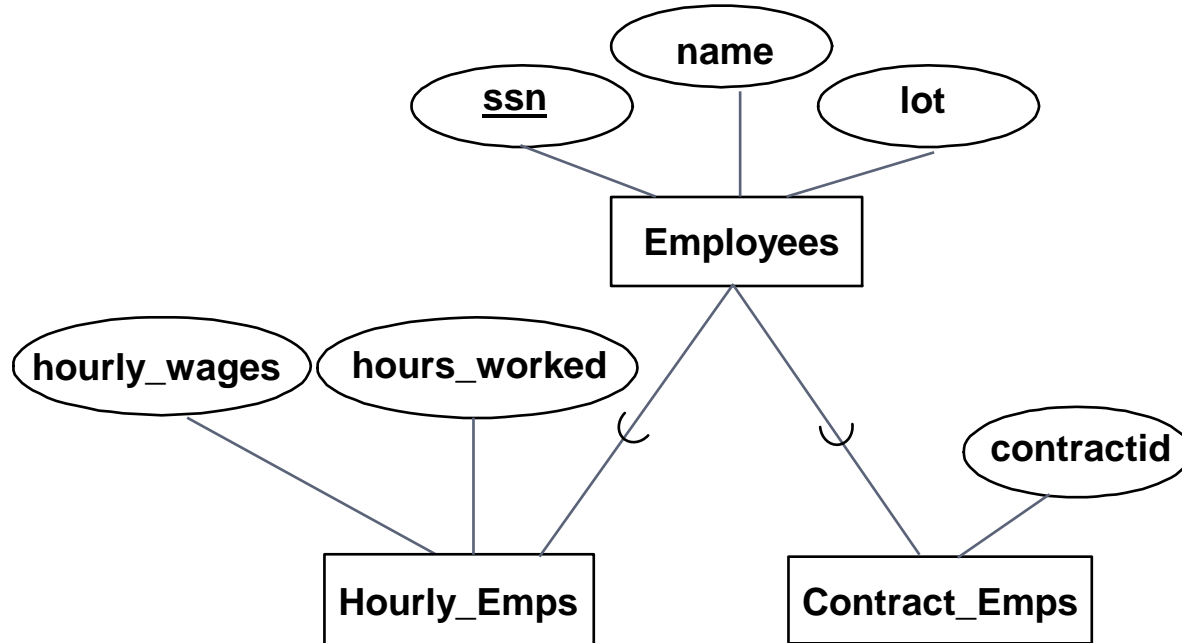 name
ssn
lot
Employees
hourly_wages
hours_worked
contractid
Hourly_Emps
Contract_Emps